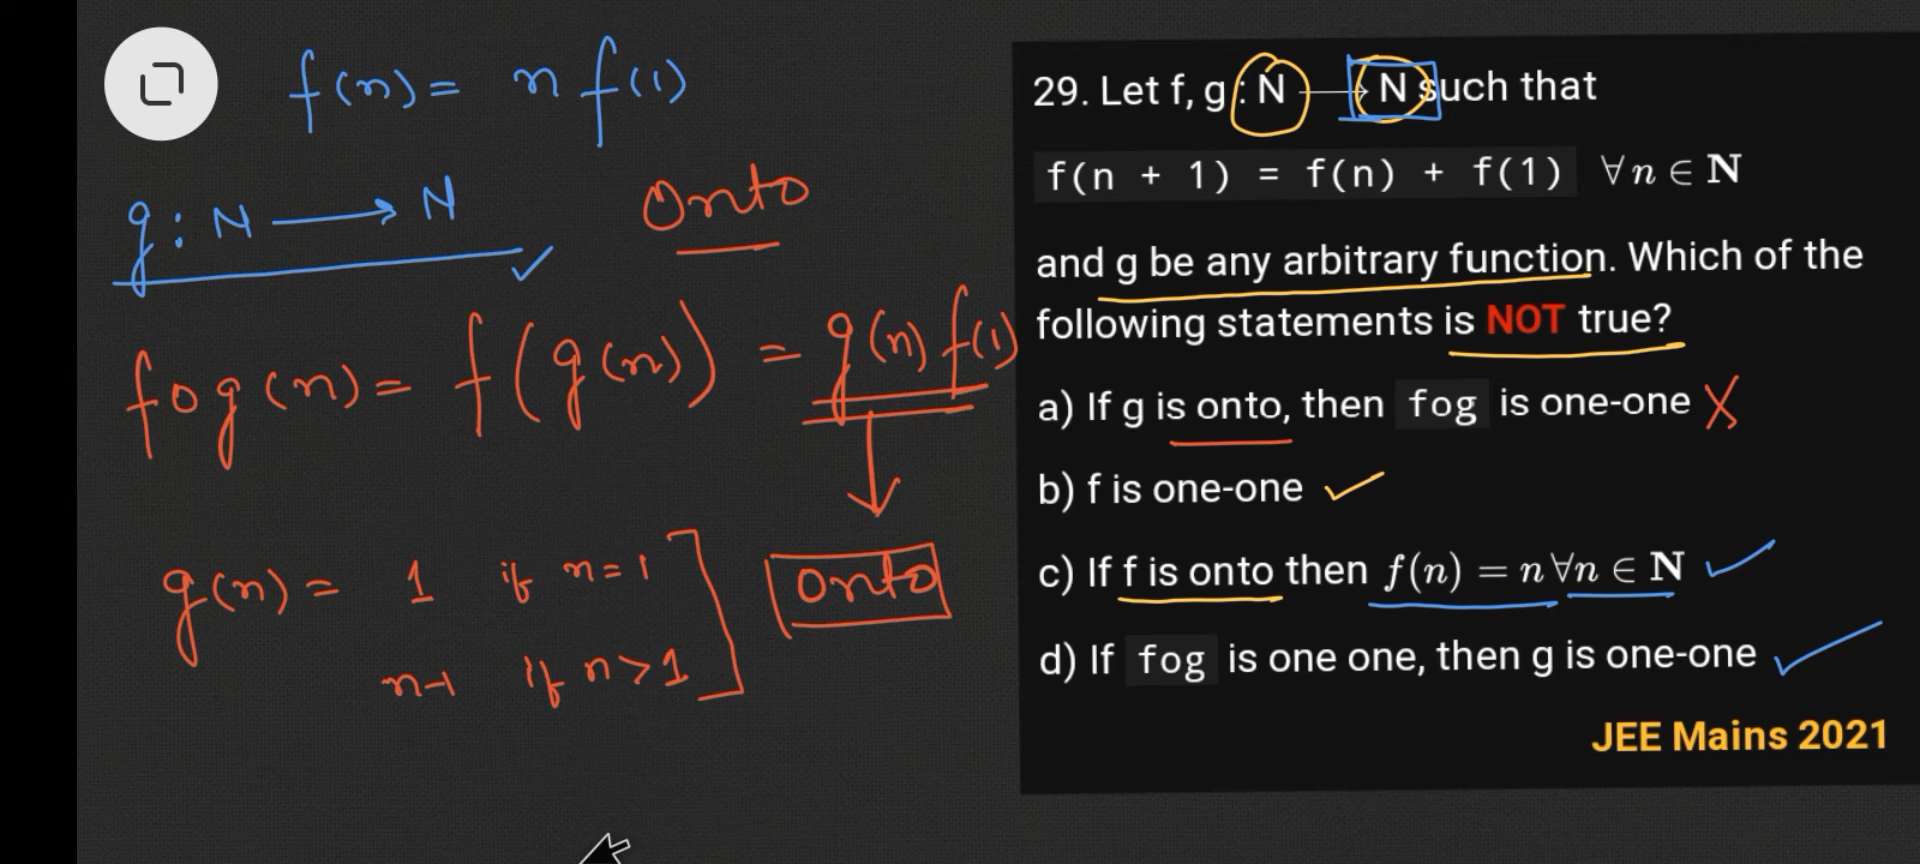 f(n) = n f(1)
g : N → N ✓
Onto
fog(n) = f(g(n)) = g(n) f(1)
↓
g(n) = 1 if n=1
n-1 if n>1
Onto
29. Let f, g : N → N such that
f(n + 1) = f(n) + f(1) ∀ n ∈ N
and g be any arbitrary function. Which of the
following statements is NOT true?
a) If g is onto, then fog is one-one X
b) f is one-one ✓
c) If f is onto then f(n) = n ∀n ∈ N ✓
d) If fog is one one, then g is one-one ✓
JEE Mains 2021